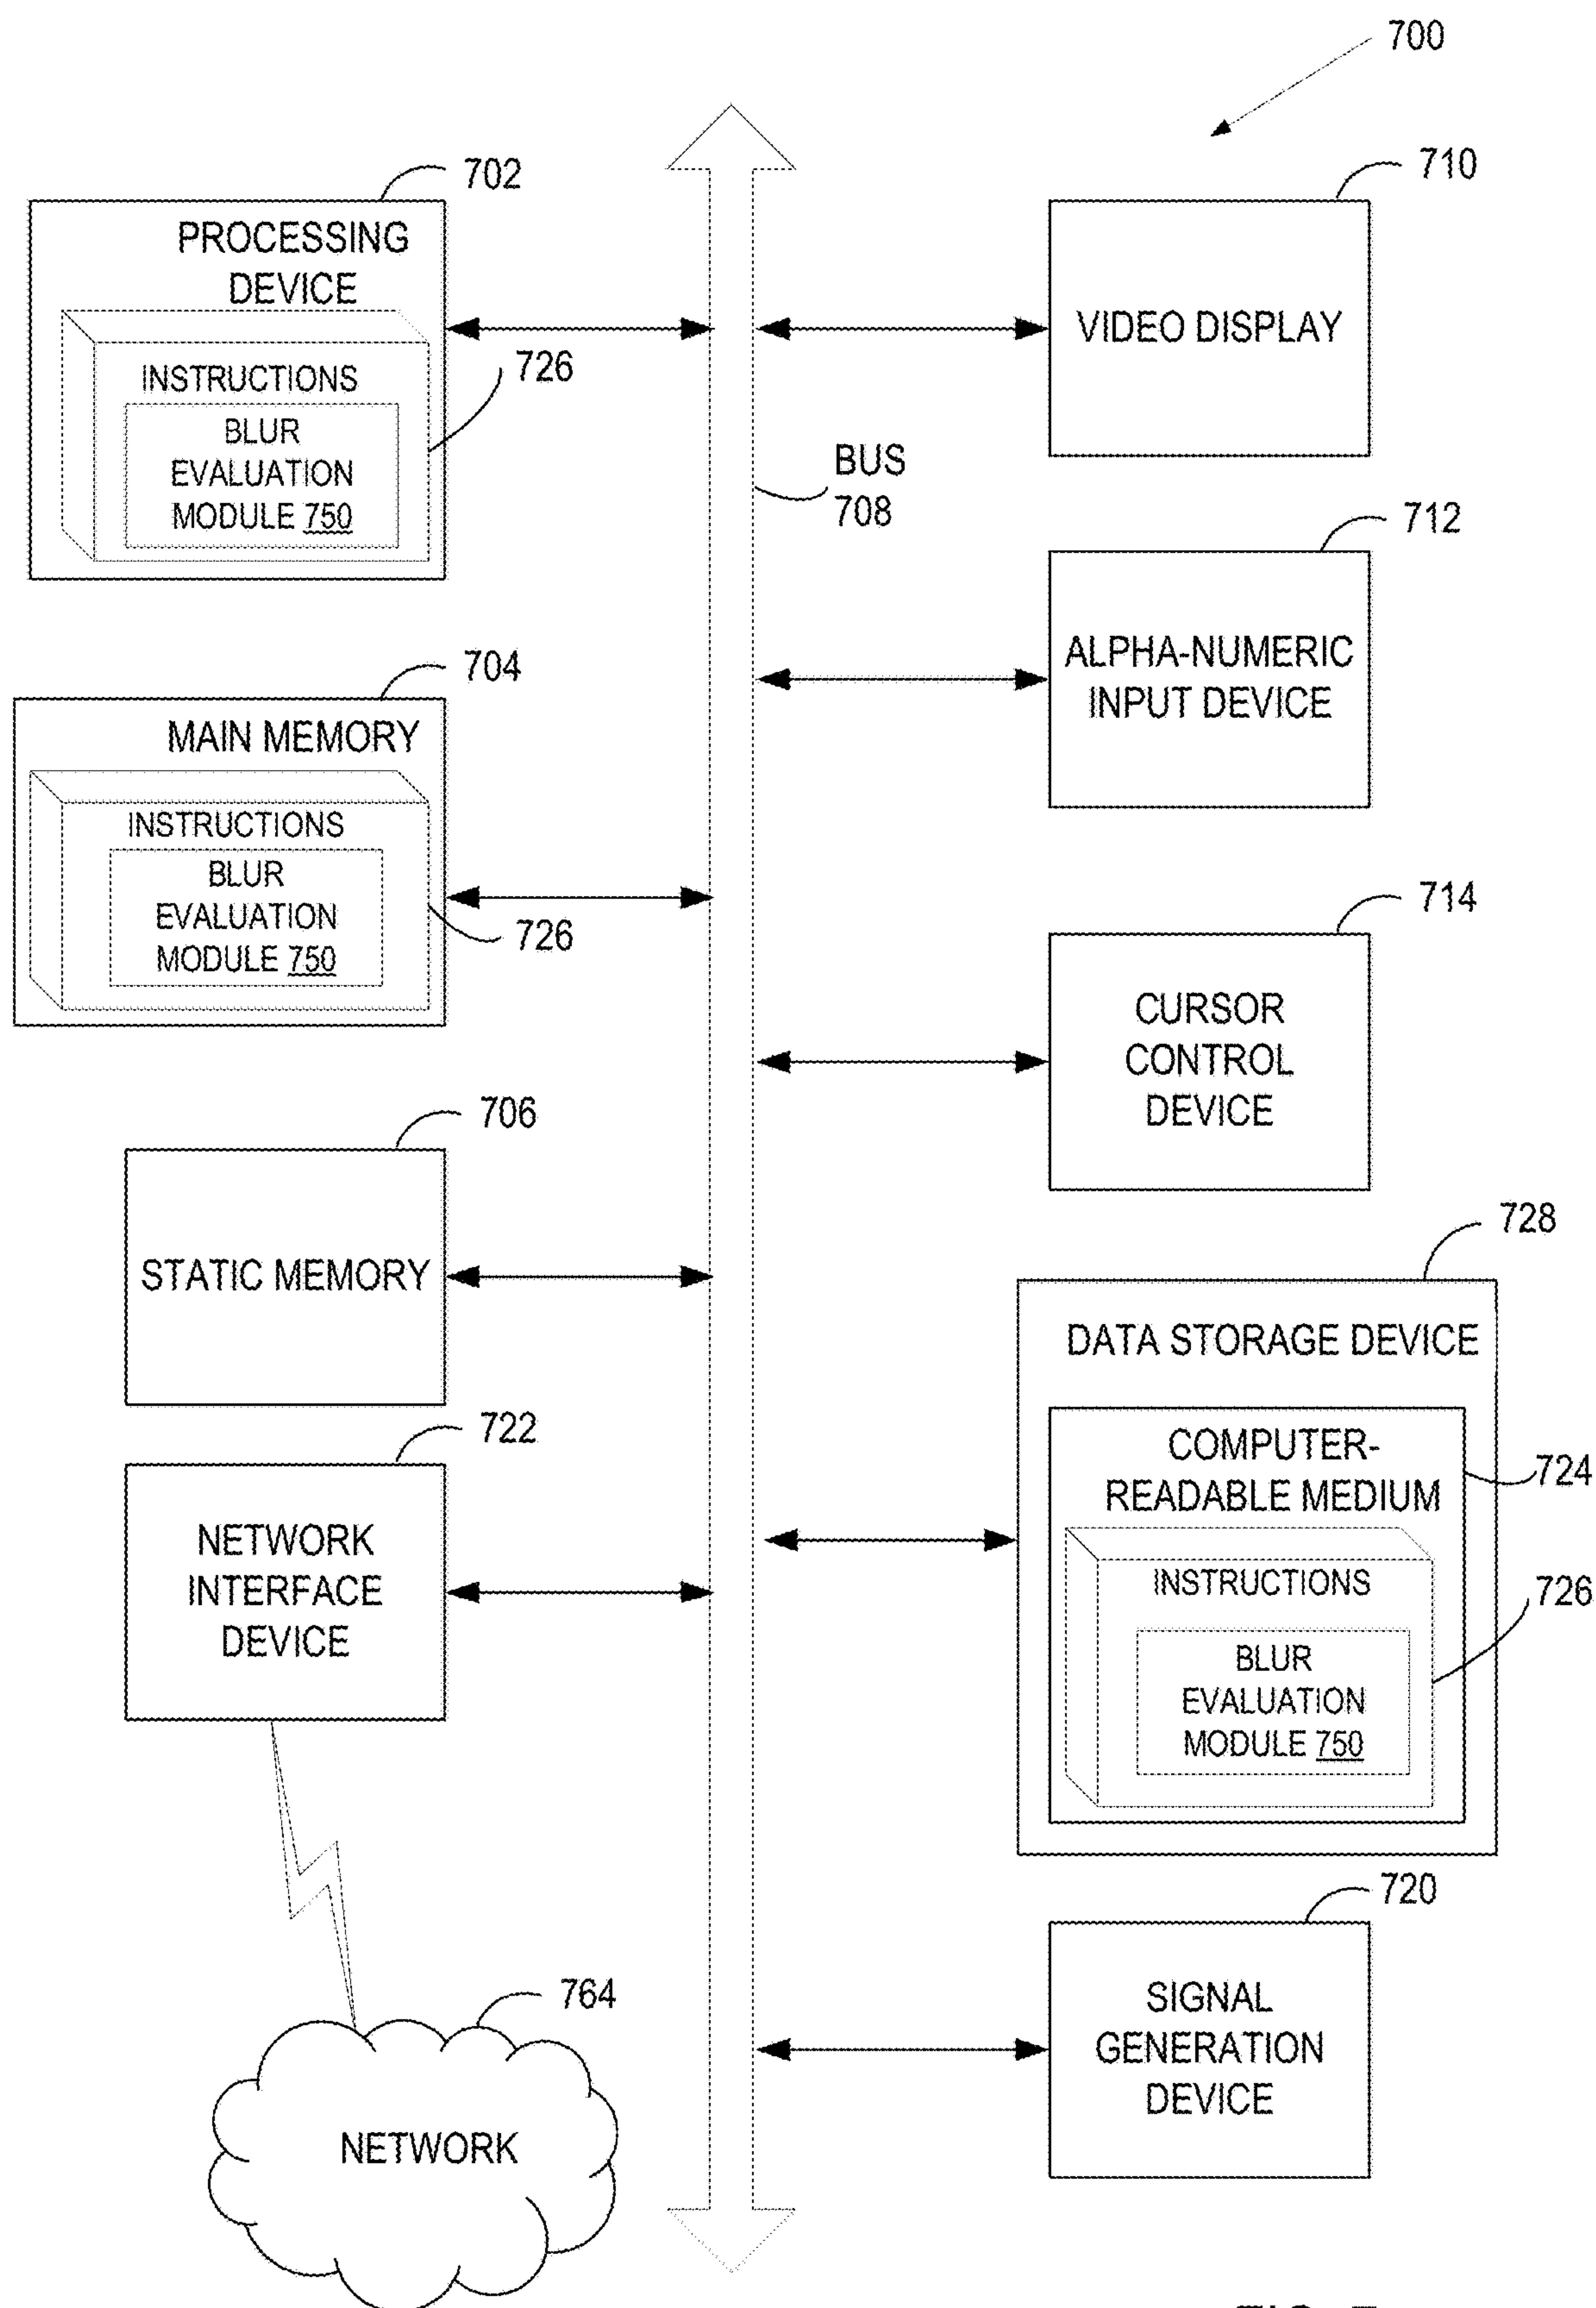 700
702
PROCESSING
DEVICE
INSTRUCTIONS
726
BLUR
EVALUATION
MODULE 750
710
VIDEO DISPLAY
BUS
708
712
ALPHA-NUMERIC
INPUT DEVICE
704
MAIN MEMORY
INSTRUCTIONS
BLUR
EVALUATION
MODULE 750
726
714
CURSOR
CONTROL
DEVICE
706
STATIC MEMORY
728
DATA STORAGE DEVICE
COMPUTER-
READABLE MEDIUM
724
INSTRUCTIONS
726
BLUR
EVALUATION
MODULE 750
722
NETWORK
INTERFACE
DEVICE
720
SIGNAL
GENERATION
DEVICE
764
NETWORK